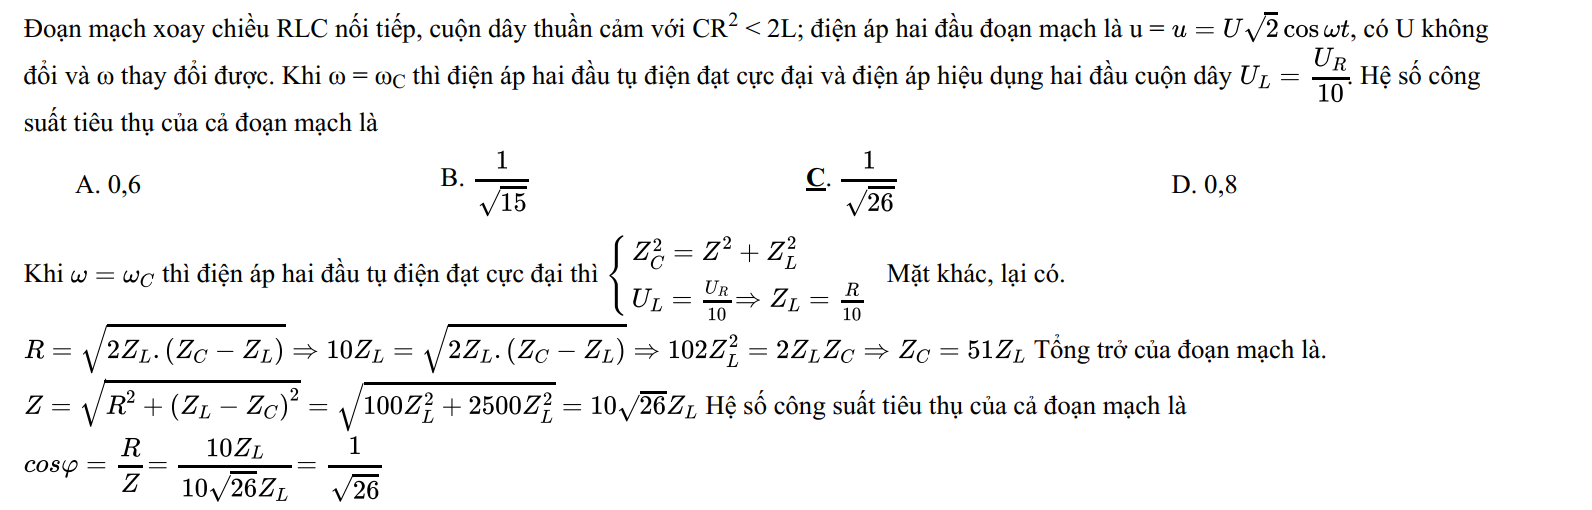 Đoạn mạch xoay chiều RLC nối tiếp, cuộn dây thuần cảm với CR² < 2L; điện áp hai đầu đoạn mạch là u = $u = U\sqrt{2}\cos\omega t$, có U không
đổi và ω thay đổi được. Khi ω = ω_C thì điện áp hai đầu tụ điện đạt cực đại và điện áp hiệu dụng hai đầu cuộn dây $U_L = \frac{U_R}{10}$. Hệ số công
suất tiêu thụ của cả đoạn mạch là
A. 0,6 B. $\frac{1}{\sqrt{15}}$ C. $\frac{1}{\sqrt{26}}$ D. 0,8
Khi $\omega = \omega_C$ thì điện áp hai đầu tụ điện đạt cực đại thì $\begin{cases} Z_C^2 = Z^2 + Z_L^2 \\ U_L = \frac{U_R}{10} \Rightarrow Z_L = \frac{R}{10} \end{cases}$ Mặt khác, lại có.
$R = \sqrt{2Z_L.(Z_C - Z_L)} \Rightarrow 10Z_L = \sqrt{2Z_L.(Z_C - Z_L)} \Rightarrow 102Z_L^2 = 2Z_LZ_C \Rightarrow Z_C = 51Z_L$ Tổng trở của đoạn mạch là.
$Z = \sqrt{R^2 + (Z_L - Z_C)^2} = \sqrt{100Z_L^2 + 2500Z_L^2} = 10\sqrt{26}Z_L$ Hệ số công suất tiêu thụ của cả đoạn mạch là
$cos\varphi = \frac{R}{Z} = \frac{10Z_L}{10\sqrt{26}Z_L} = \frac{1}{\sqrt{26}}$